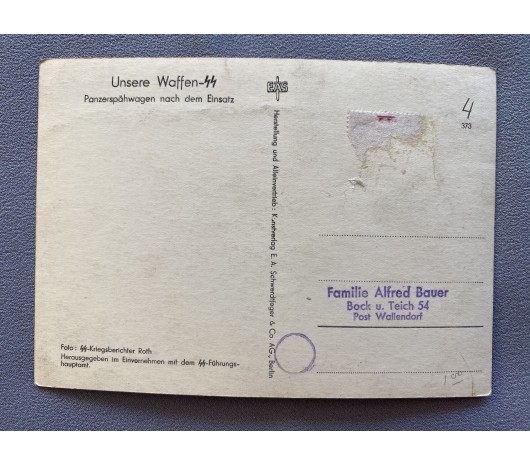 Unsere Waffen-SS
Panzerspähwagen nach dem Einsatz
EAS
Herstellung und Alleinvertrieb: Kunstverlag E. A. Schwerdtfeger & Co. AG., Berlin
4
373
Familie Alfred Bauer
Bock u. Teich 54
Post Wallendorf
Foto: SS-Kriegsberichter Roth
Herausgegeben im Einvernehmen mit dem SS-Führungs-
hauptamt.